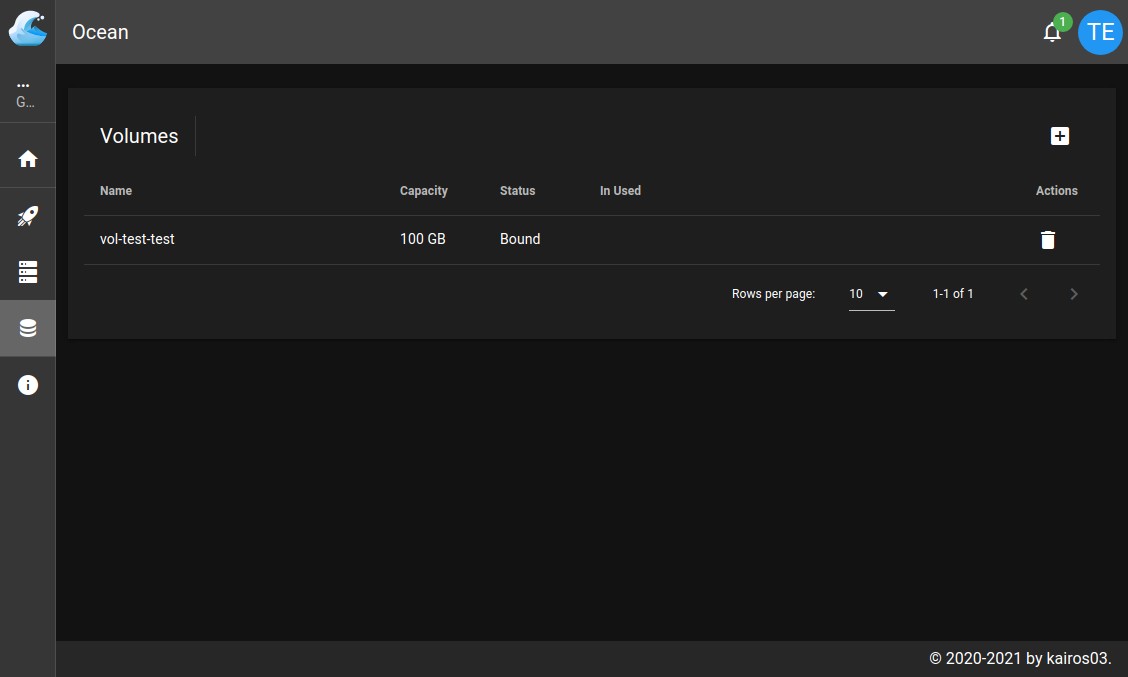 Ocean
1
TE
...
G...
Volumes
Name Capacity Status In Used Actions
vol-test-test 100 GB Bound
Rows per page: 10 1-1 of 1
© 2020-2021 by kairos03.